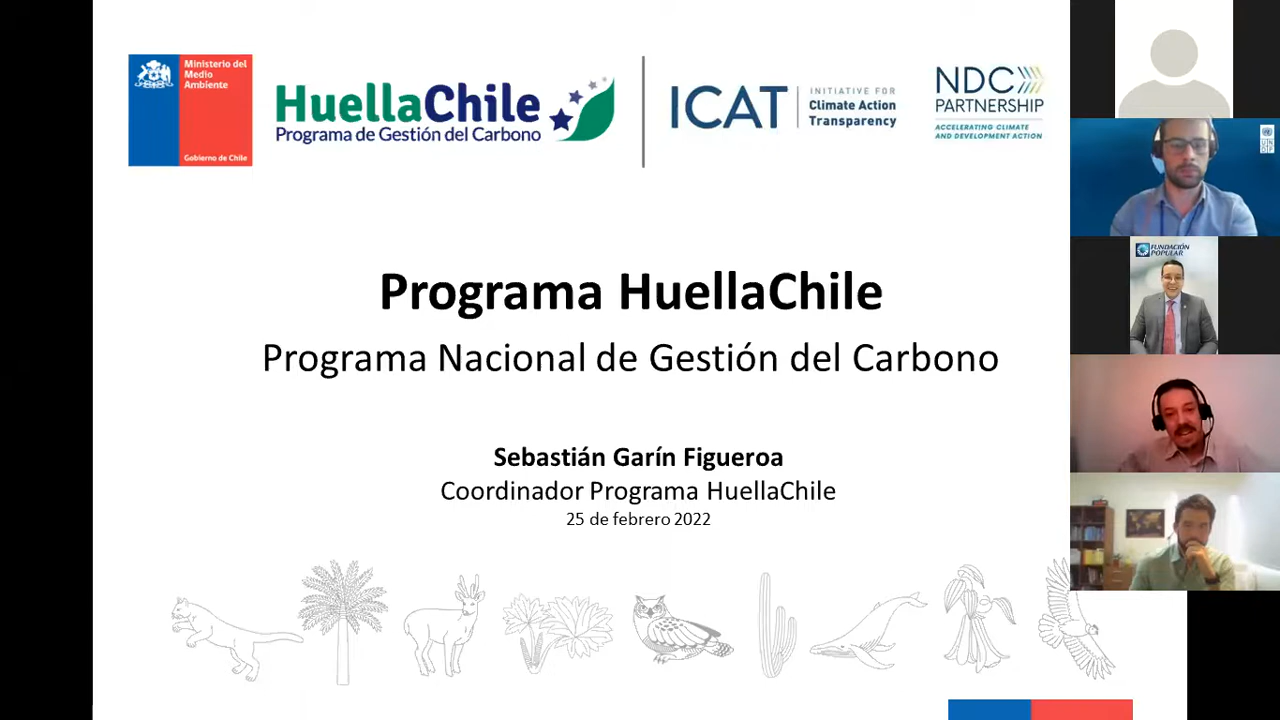 Ministerio del
Medio
Ambiente
Gobierno de Chile
HuellaChile
Programa de Gestión del Carbono
ICAT
INITIATIVE FOR
Climate Action
Transparency
NDC
PARTNERSHIP
ACCELERATING CLIMATE
AND DEVELOPMENT ACTION
Programa HuellaChile
Programa Nacional de Gestión del Carbono
Sebastián Garín Figueroa
Coordinador Programa HuellaChile
25 de febrero 2022
UN
DP
FUNDACIÓN
POPULAR